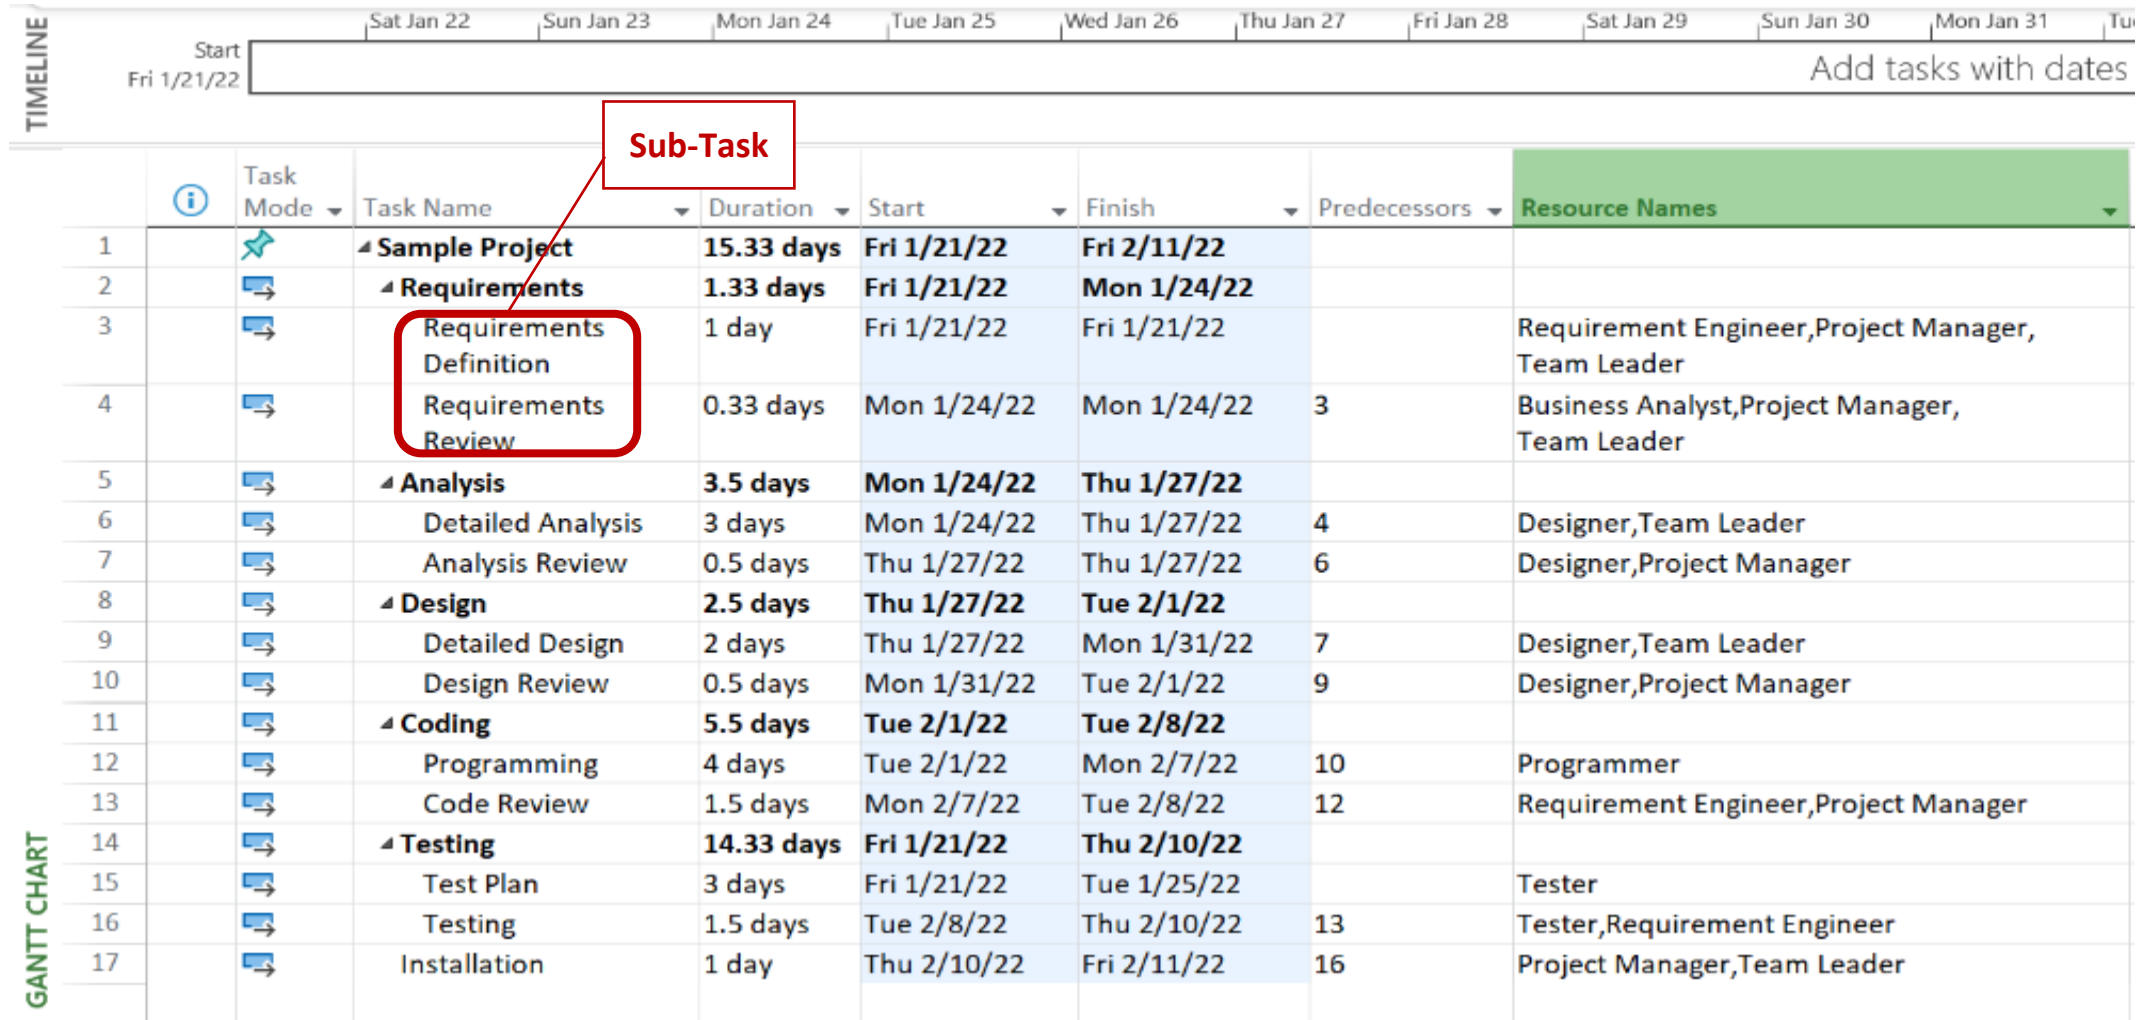 TIMELINE
Sat Jan 22 Sun Jan 23 Mon Jan 24 Tue Jan 25 Wed Jan 26 Thu Jan 27 Fri Jan 28 Sat Jan 29 Sun Jan 30 Mon Jan 31
Start
Fri 1/21/22
Add tasks with dates
Sub-Task
Task Mode Task Name Duration Start Finish Predecessors Resource Names
1 Sample Project 15.33 days Fri 1/21/22 Fri 2/11/22
2 Requirements 1.33 days Fri 1/21/22 Mon 1/24/22
3 Requirements 1 day Fri 1/21/22 Fri 1/21/22 Requirement Engineer,Project Manager,
Definition Team Leader
4 Requirements 0.33 days Mon 1/24/22 Mon 1/24/22 3 Business Analyst,Project Manager,
Review Team Leader
5 Analysis 3.5 days Mon 1/24/22 Thu 1/27/22
6 Detailed Analysis 3 days Mon 1/24/22 Thu 1/27/22 4 Designer,Team Leader
7 Analysis Review 0.5 days Thu 1/27/22 Thu 1/27/22 6 Designer,Project Manager
8 Design 2.5 days Thu 1/27/22 Tue 2/1/22
9 Detailed Design 2 days Thu 1/27/22 Mon 1/31/22 7 Designer,Team Leader
10 Design Review 0.5 days Mon 1/31/22 Tue 2/1/22 9 Designer,Project Manager
11 Coding 5.5 days Tue 2/1/22 Tue 2/8/22
12 Programming 4 days Tue 2/1/22 Mon 2/7/22 10 Programmer
13 Code Review 1.5 days Mon 2/7/22 Tue 2/8/22 12 Requirement Engineer,Project Manager
14 Testing 14.33 days Fri 1/21/22 Thu 2/10/22
15 Test Plan 3 days Fri 1/21/22 Tue 1/25/22 Tester
16 Testing 1.5 days Tue 2/8/22 Thu 2/10/22 13 Tester,Requirement Engineer
17 Installation 1 day Thu 2/10/22 Fri 2/11/22 16 Project Manager,Team Leader
GANTT CHART